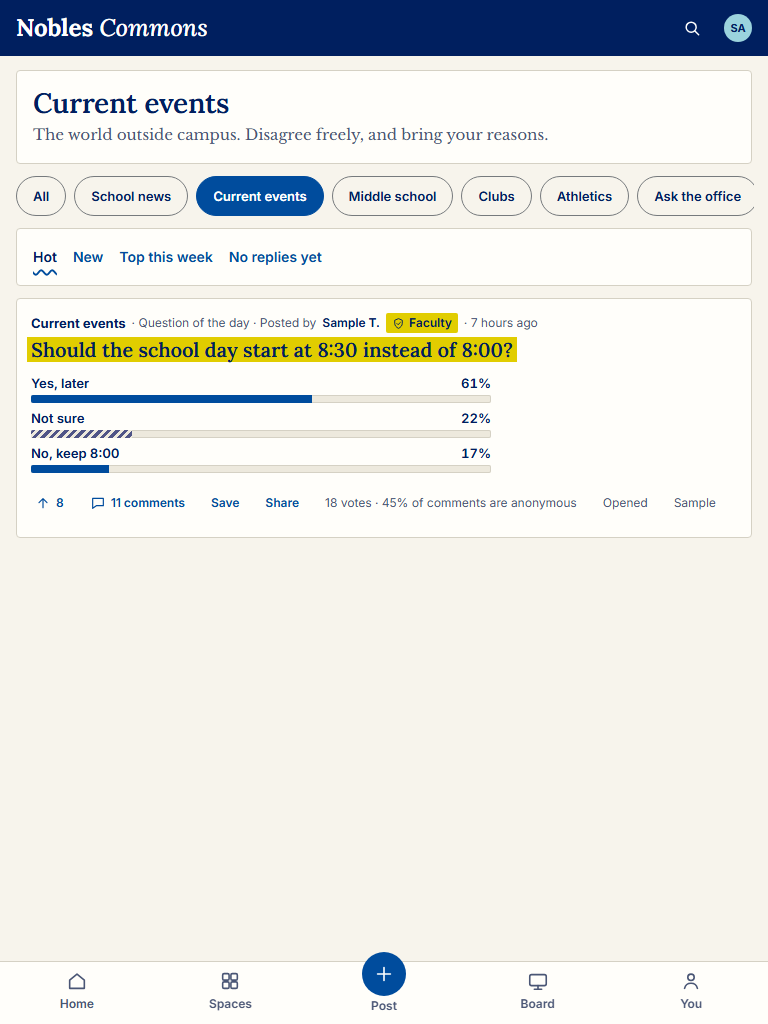 Nobles Commons
SA
Current events
The world outside campus. Disagree freely, and bring your reasons.
All School news Current events Middle school Clubs Athletics Ask the office
Hot New Top this week No replies yet
Current events · Question of the day · Posted by Sample T. Faculty · 7 hours ago
Should the school day start at 8:30 instead of 8:00?
Yes, later 61%
Not sure 22%
No, keep 8:00 17%
8 11 comments Save Share 18 votes · 45% of comments are anonymous Opened Sample
Home Spaces Post Board You